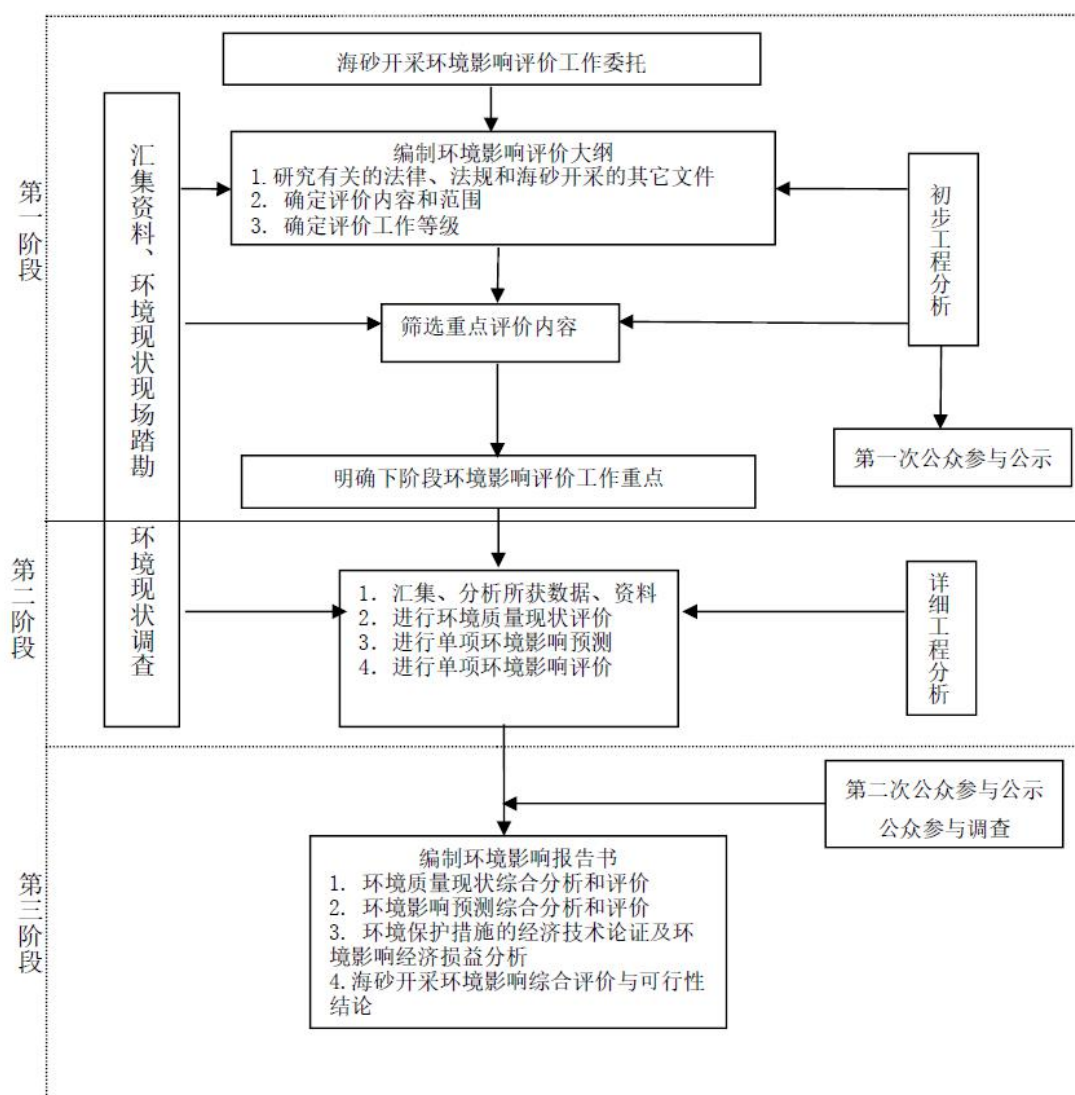 海砂开采环境影响评价工作委托
第一阶段
汇集资料、环境现状现场踏勘
编制环境影响评价大纲
1.研究有关的法律、法规和海砂开采的其它文件
2. 确定评价内容和范围
3. 确定评价工作等级
初步工程分析
筛选重点评价内容
第一次公众参与公示
明确下阶段环境影响评价工作重点
第二阶段
环境现状调查
1. 汇集、分析所获数据、资料
2. 进行环境质量现状评价
3. 进行单项环境影响预测
4. 进行单项环境影响评价
详细工程分析
第二次公众参与公示
公众参与调查
第三阶段
编制环境影响报告书
1. 环境质量现状综合分析和评价
2. 环境影响预测综合分析和评价
3. 环境保护措施的经济技术论证及环
境影响经济损益分析
4.海砂开采环境影响综合评价与可行性
结论